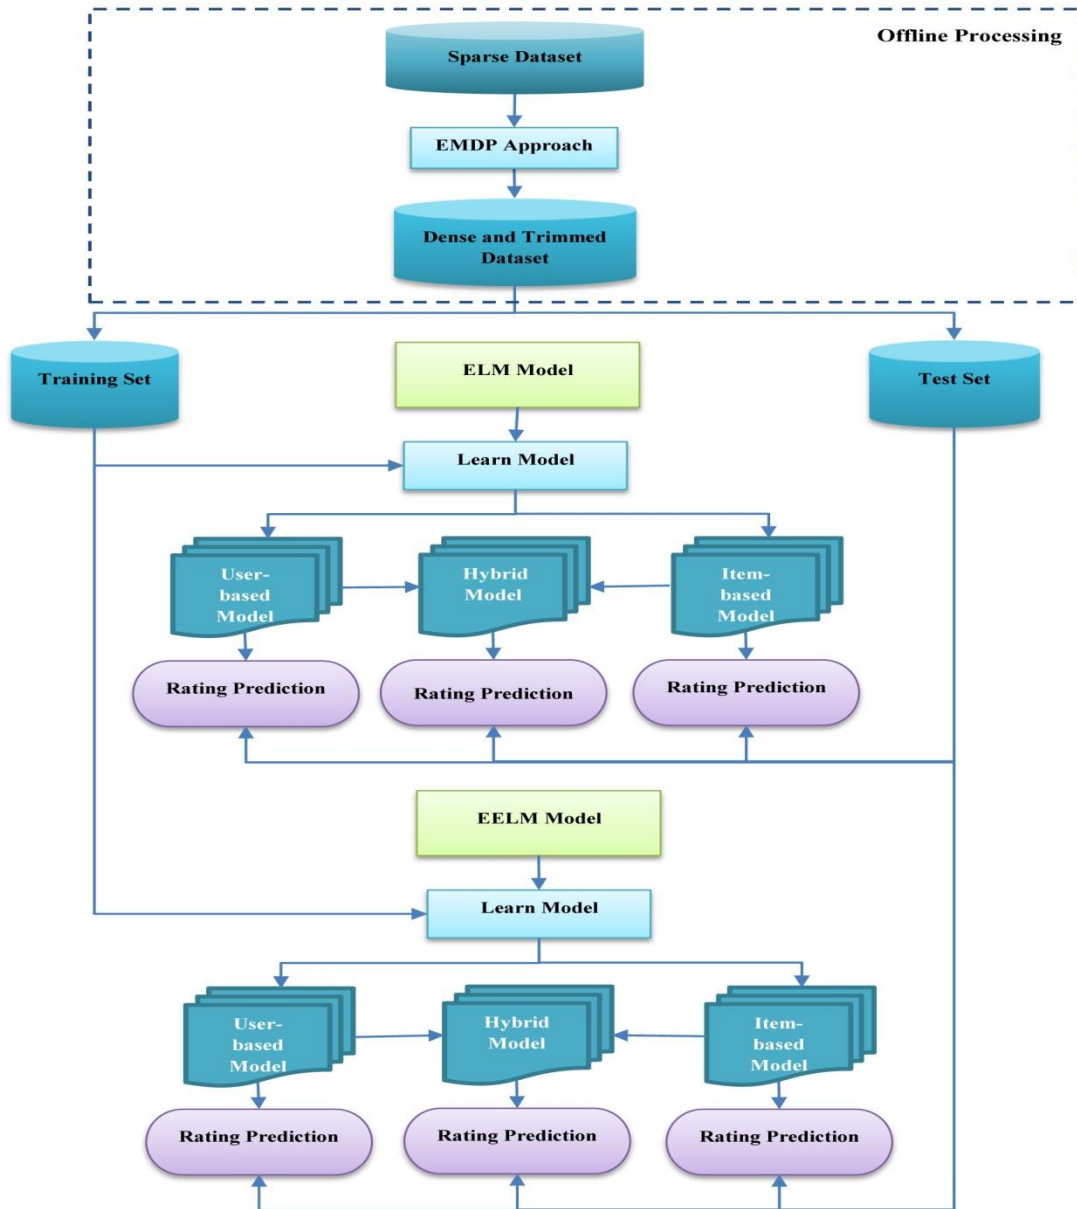 Offline Processing
Sparse Dataset
EMDP Approach
Dense and Trimmed
Dataset
Training Set
ELM Model
Test Set
Learn Model
User-
based
Model
Hybrid
Model
Item-
based
Model
Rating Prediction
Rating Prediction
Rating Prediction
EELM Model
Learn Model
User-
based
Model
Hybrid
Model
Item-
based
Model
Rating Prediction
Rating Prediction
Rating Prediction